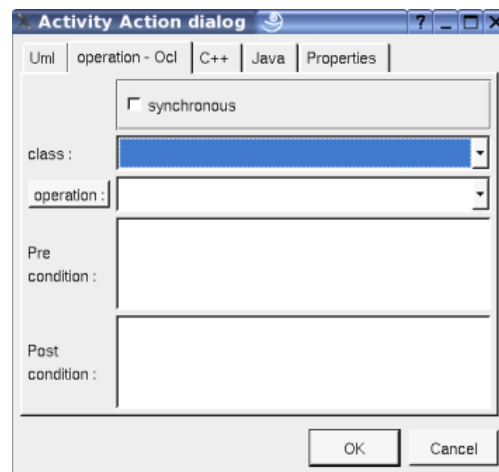 Activity Action dialog
Uml operation - Ocl C++ Java Properties
synchronous
class :
operation :
Pre
condition :
Post
condition :
OK Cancel